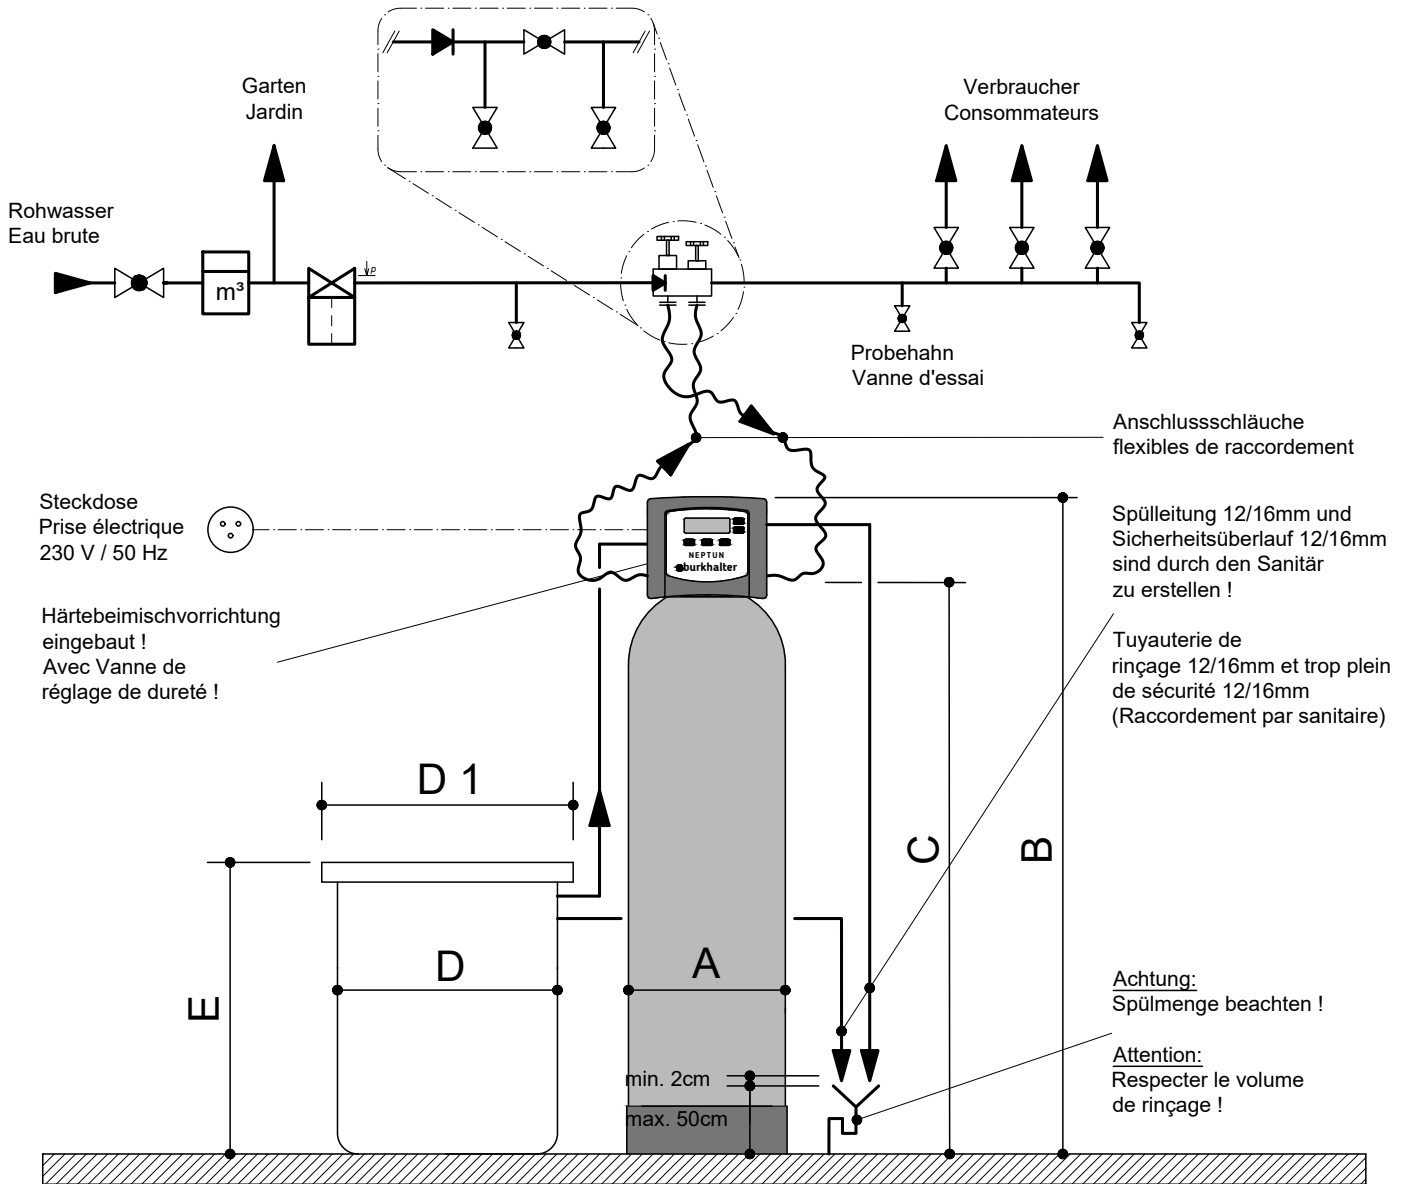 Garten
Jardin
Verbraucher
Consommateurs
Rohwasser
Eau brute
m³
p
Probehahn
Vanne d'essai
Anschlussschläuche
flexibles de raccordement
Steckdose
Prise électrique
230 V / 50 Hz
Spülleitung 12/16mm und
Sicherheitsüberlauf 12/16mm
sind durch den Sanitär
zu erstellen !
NEPTUN
burkhalter
Härtebeimischvorrichtung
eingebaut !
Avec Vanne de
réglage de dureté !
Tuyauterie de
rinçage 12/16mm et trop plein
de sécurité 12/16mm
(Raccordement par sanitaire)
D 1
C
B
D
A
E
Achtung:
Spülmenge beachten !
Attention:
Respecter le volume
de rinçage !
min. 2cm
max. 50cm